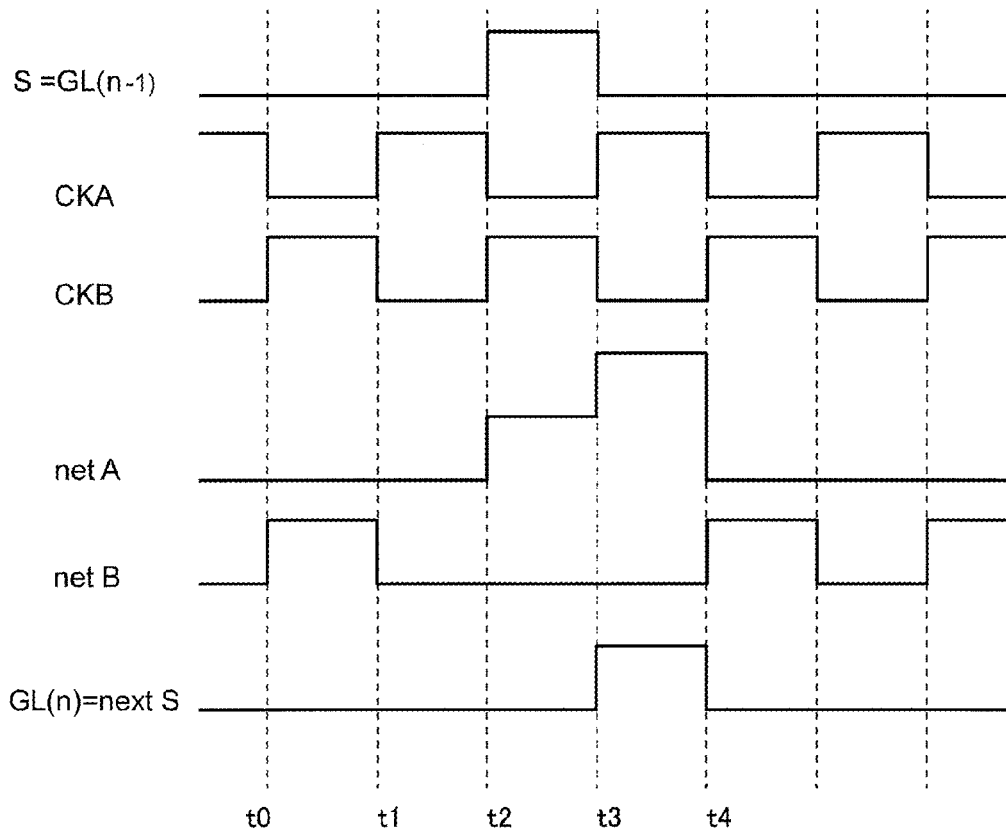 S =GL(n-1)
CKA
CKB
net A
net B
GL(n)=next S
t0 t1 t2 t3 t4